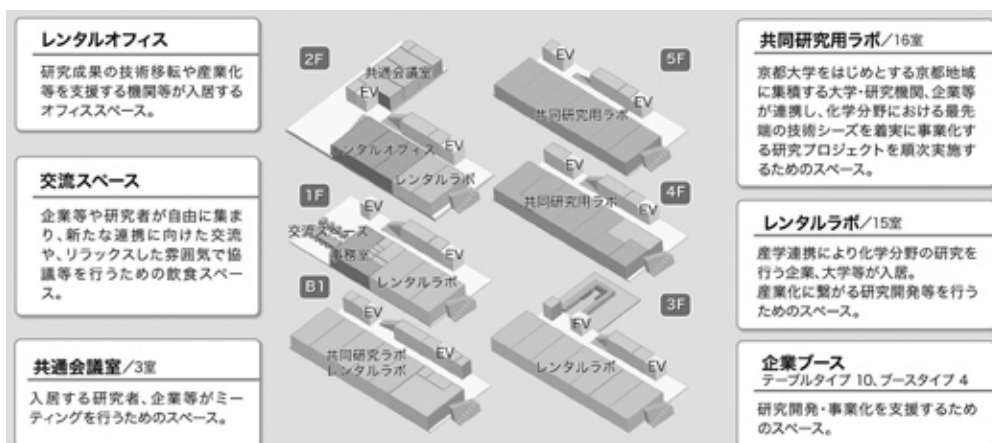 レンタルオフィス
研究成果の技術移転や産業化
等を支援する機関等が入居する
オフィススペース。
交流スペース
企業等や研究者が自由に集ま
り、新たな連携に向けた交流
や、リラックスした雰囲気で協
議等を行うための飲食スペー
ス。
共通会議室/3室
入居する研究者、企業等がミー
ティングを行うためのスペース。
2F
共通会議室
EV
EV
レンタルオフィス
レンタルラボ
1F
EV
交流スペース
事務室
EV
レンタルラボ
B1
EV
共同研究ラボ
レンタルラボ
EV
5F
EV
共同研究用ラボ
EV
4F
EV
共同研究用ラボ
EV
3F
EV
EV
レンタルラボ
共同研究用ラボ/16室
京都大学をはじめとする京都地域
に集積する大学・研究機関、企業等
が連携し、化学分野における最先
端の技術シーズを着実に事業化す
る研究プロジェクトを順次実施す
るためのスペース。
レンタルラボ/15室
産学連携により化学分野の研究を
行う企業、大学等が入居。
産業化に繋がる研究開発等を行う
ためのスペース。
企業ブース
テーブルタイプ 10、ブースタイプ 4
研究開発・事業化を支援するため
のスペース。